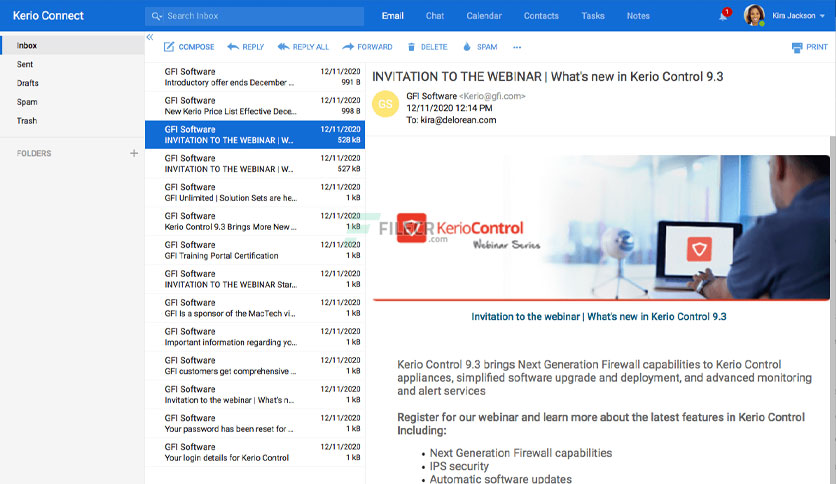 Kerio Connect
Search Inbox
Email
Chat
Calendar
Contacts
Tasks
Notes
1
Kira Jackson
Inbox
Sent
Drafts
Spam
Trash
FOLDERS
COMPOSE
REPLY
REPLY ALL
FORWARD
DELETE
SPAM
PRINT
GFI Software 12/11/2020
Introductory offer ends December ... 991 B
GFI Software 12/11/2020
New Kerio Price List Effective Dece... 998 B
GFI Software 12/11/2020
INVITATION TO THE WEBINAR | W... 528 kB
GFI Software 12/11/2020
INVITATION TO THE WEBINAR | W... 527 kB
GFI Software 12/11/2020
GFI Unlimited | Solution Sets are he... 1 kB
GFI Software 12/11/2020
Kerio Control 9.3 Brings More New ... 1 kB
GFI Software 12/11/2020
GFI Training Portal Certification 1 kB
GFI Software 12/11/2020
INVITATION TO THE WEBINAR Star... 1 kB
GFI Software 12/11/2020
GFI Is a sponsor of the MacTech vi... 1 kB
GFI Software 12/11/2020
Important information regarding yo... 1 kB
GFI Software 12/11/2020
GFI customers get comprehensive ... 1 kB
GFI Software 12/11/2020
Invitation to the webinar | What's n... 1 kB
GFI Software 12/11/2020
Your password has been reset for ... 1 kB
GFI Software 12/11/2020
Your login details for Kerio Control 1 kB
INVITATION TO THE WEBINAR | What's new in Kerio Control 9.3
GS
GFI Software <Kerio@gfi.com>
12/11/2020 12:14 PM
To: kira@delorean.com
FILECR
.com
KerioControl
Webinar Series
Invitation to the webinar | What's new in Kerio Control 9.3
Kerio Control 9.3 brings Next Generation Firewall capabilities to Kerio Control
appliances, simplified software upgrade and deployment, and advanced monitoring
and alert services
Register for our webinar and learn more about the latest features in Kerio Control
Including:
• Next Generation Firewall capabilities
• IPS security
• Automatic software updates